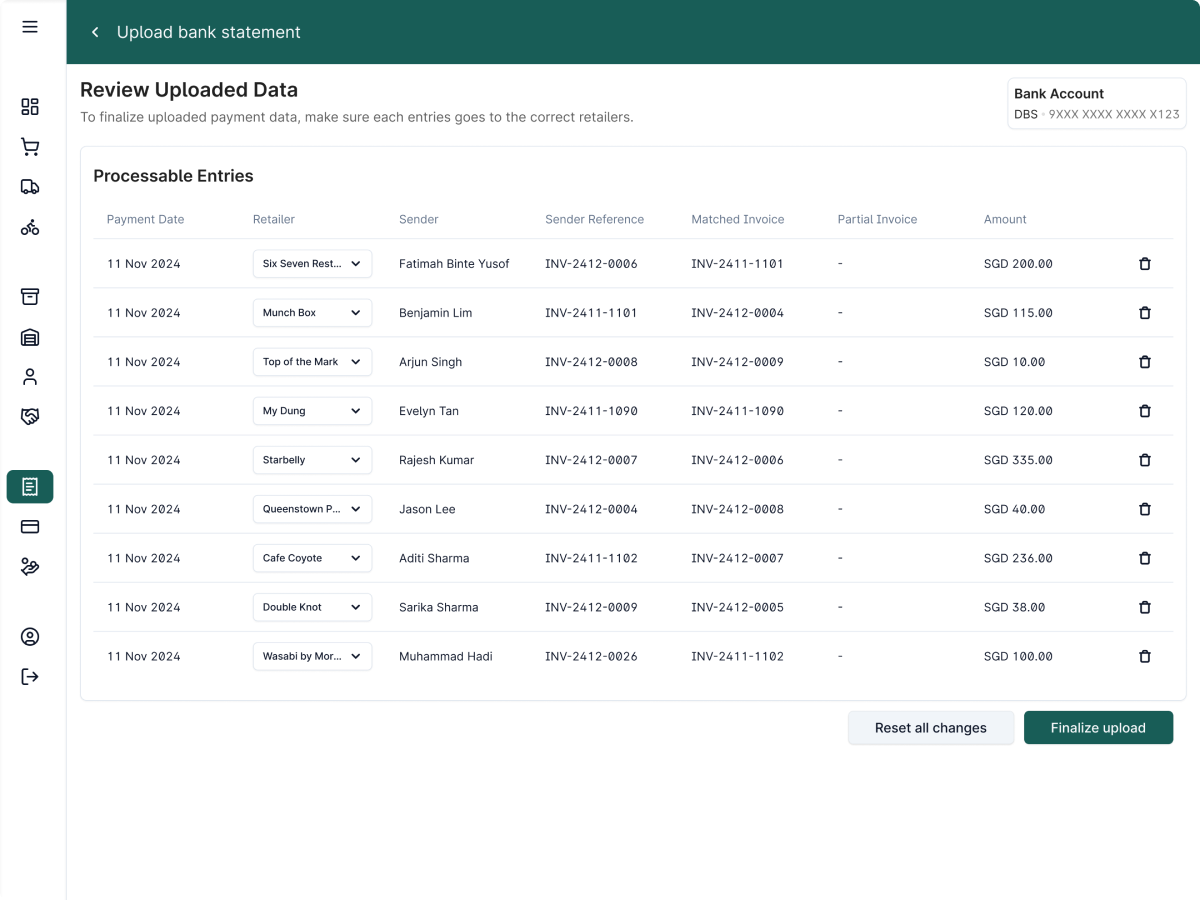 Upload bank statement
Review Uploaded Data
To finalize uploaded payment data, make sure each entries goes to the correct retailers.
Bank Account
DBS • 9XXX XXXX XXXX X123
Processable Entries
Payment Date Retailer Sender Sender Reference Matched Invoice Partial Invoice Amount
11 Nov 2024 Six Seven Rest... Fatimah Binte Yusof INV-2412-0006 INV-2411-1101 - SGD 200.00
11 Nov 2024 Munch Box Benjamin Lim INV-2411-1101 INV-2412-0004 - SGD 115.00
11 Nov 2024 Top of the Mark Arjun Singh INV-2412-0008 INV-2412-0009 - SGD 10.00
11 Nov 2024 My Dung Evelyn Tan INV-2411-1090 INV-2411-1090 - SGD 120.00
11 Nov 2024 Starbelly Rajesh Kumar INV-2412-0007 INV-2412-0006 - SGD 335.00
11 Nov 2024 Queenstown P... Jason Lee INV-2412-0004 INV-2412-0008 - SGD 40.00
11 Nov 2024 Cafe Coyote Aditi Sharma INV-2411-1102 INV-2412-0007 - SGD 236.00
11 Nov 2024 Double Knot Sarika Sharma INV-2412-0009 INV-2412-0005 - SGD 38.00
11 Nov 2024 Wasabi by Mor... Muhammad Hadi INV-2412-0026 INV-2411-1102 - SGD 100.00
Reset all changes Finalize upload